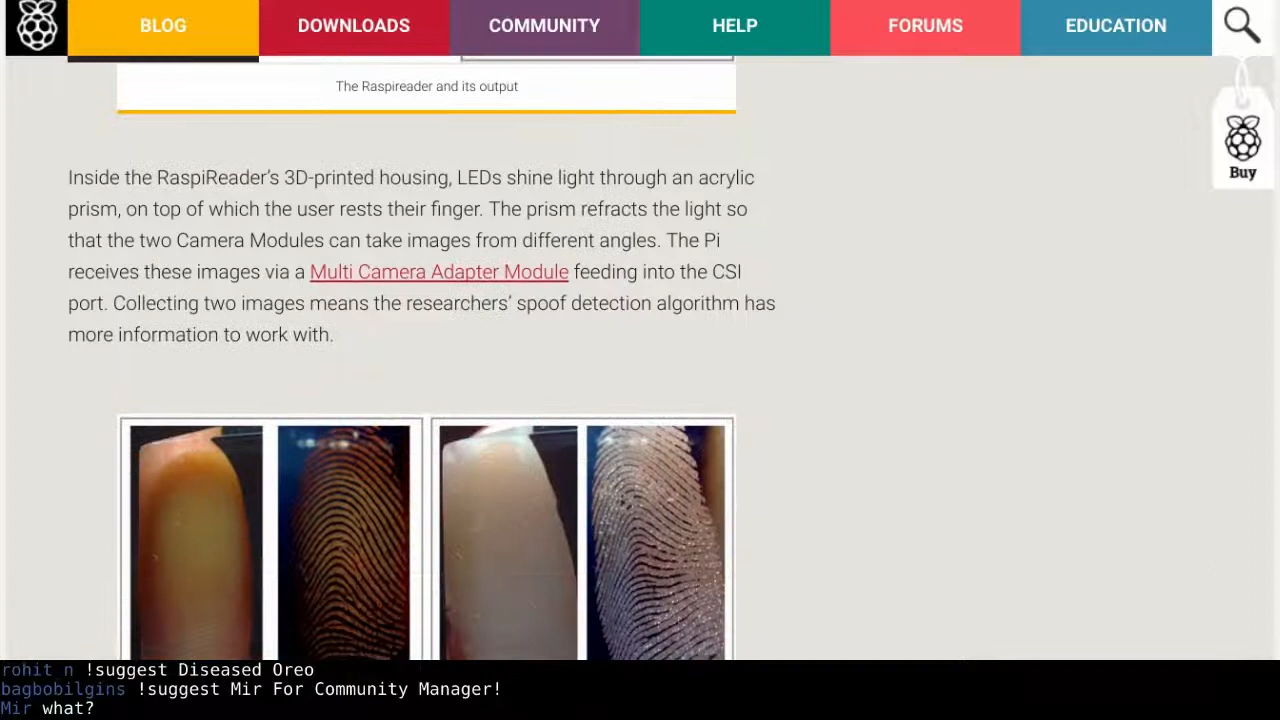 BLOG DOWNLOADS COMMUNITY HELP FORUMS EDUCATION
The Raspireader and its output
Buy
Inside the RaspiReader’s 3D-printed housing, LEDs shine light through an acrylic
prism, on top of which the user rests their finger. The prism refracts the light so
that the two Camera Modules can take images from different angles. The Pi
receives these images via a Multi Camera Adapter Module feeding into the CSI
port. Collecting two images means the researchers’ spoof detection algorithm has
more information to work with.
rohit n !suggest Diseased Oreo
bagbobilgins !suggest Mir For Community Manager!
Mir what?